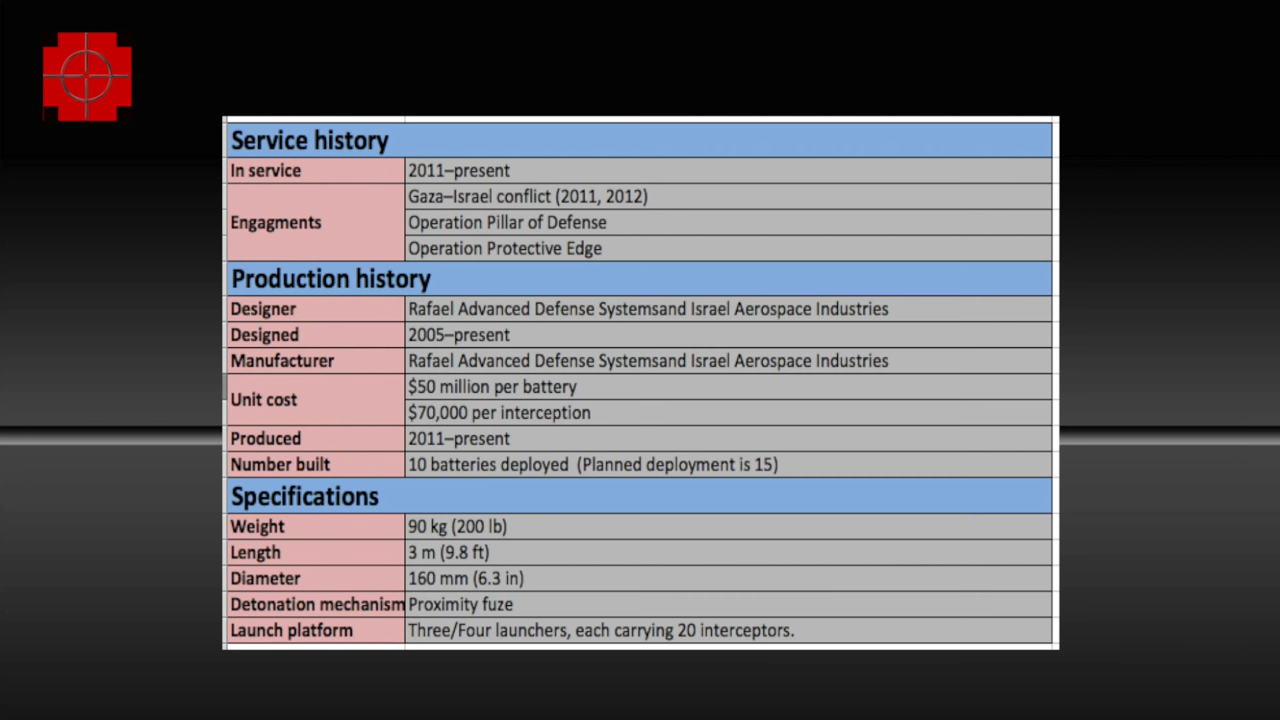 Service history
In service 2011–present
Engagments Gaza–Israel conflict (2011, 2012)
Operation Pillar of Defense
Operation Protective Edge
Production history
Designer Rafael Advanced Defense Systemsand Israel Aerospace Industries
Designed 2005–present
Manufacturer Rafael Advanced Defense Systemsand Israel Aerospace Industries
Unit cost $50 million per battery
$70,000 per interception
Produced 2011–present
Number built 10 batteries deployed (Planned deployment is 15)
Specifications
Weight 90 kg (200 lb)
Length 3 m (9.8 ft)
Diameter 160 mm (6.3 in)
Detonation mechanism Proximity fuze
Launch platform Three/Four launchers, each carrying 20 interceptors.